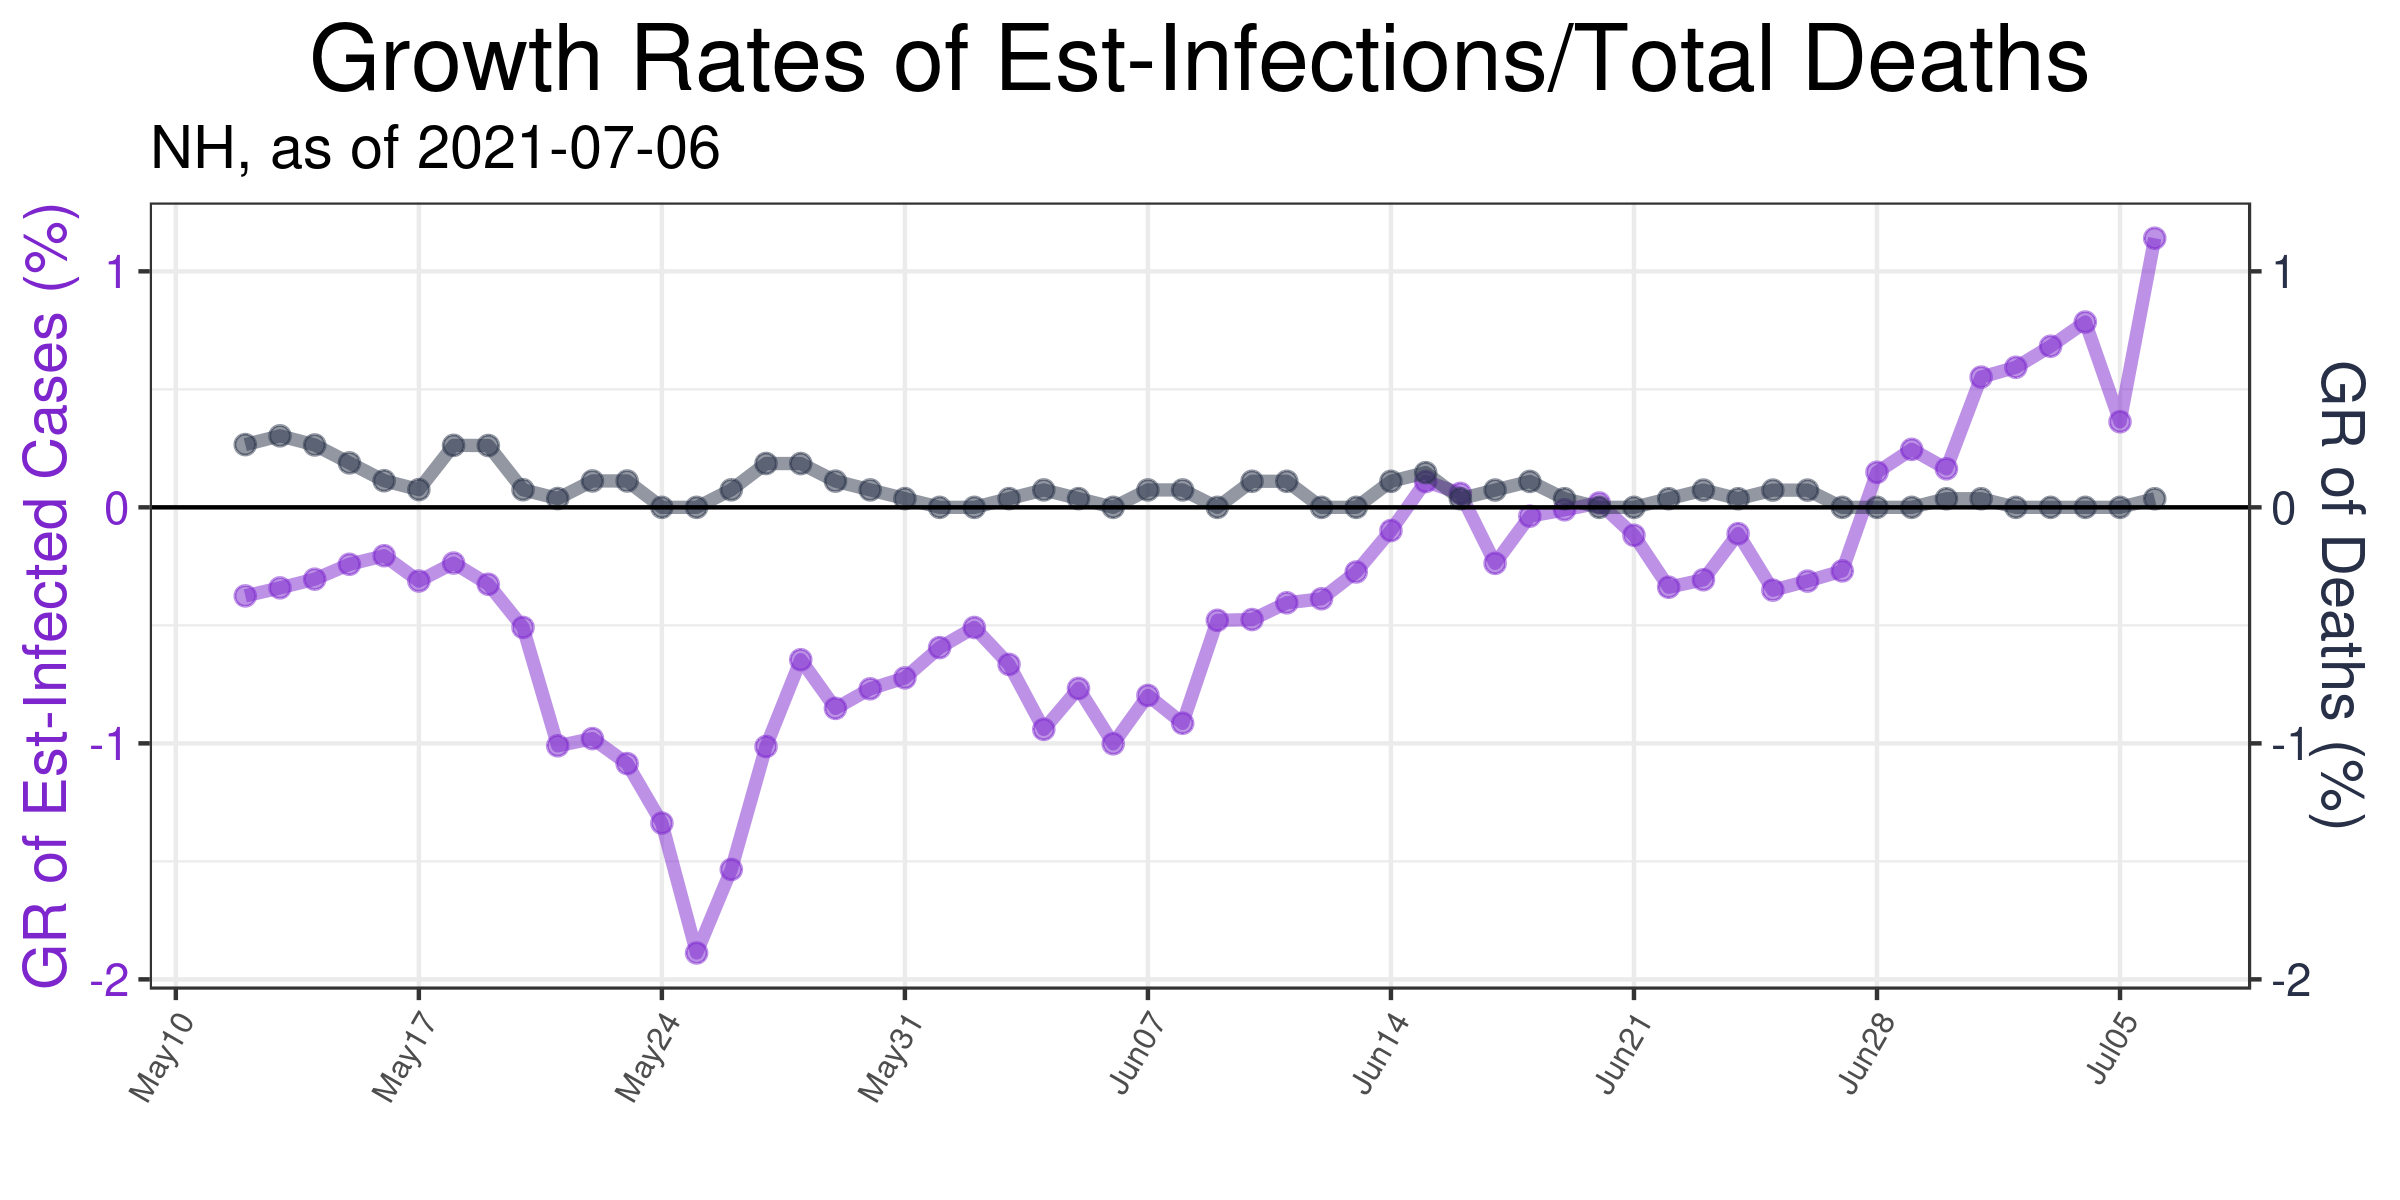 Growth Rates of Est-Infections/Total Deaths
NH, as of 2021-07-06
GR of Est-Infected Cases (%)
1
0
-1
-2
1
0
-1
-2
GR of Deaths (%)
May10
May17
May24
May31
Jun07
Jun14
Jun21
Jun28
Jul05